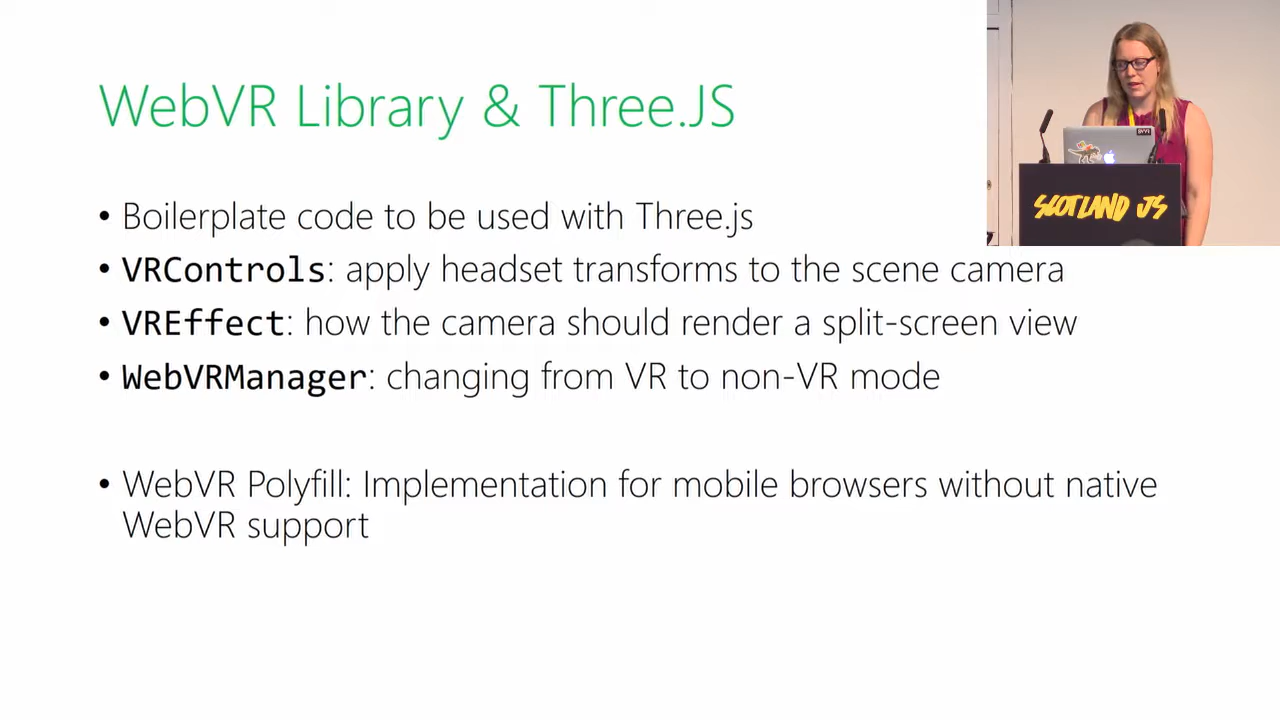 WebVR Library & Three.JS
• Boilerplate code to be used with Three.js
• VRControls: apply headset transforms to the scene camera
• VREffect: how the camera should render a split-screen view
• WebVRManager: changing from VR to non-VR mode
• WebVR Polyfill: Implementation for mobile browsers without native
WebVR support
SCOTLAND JS